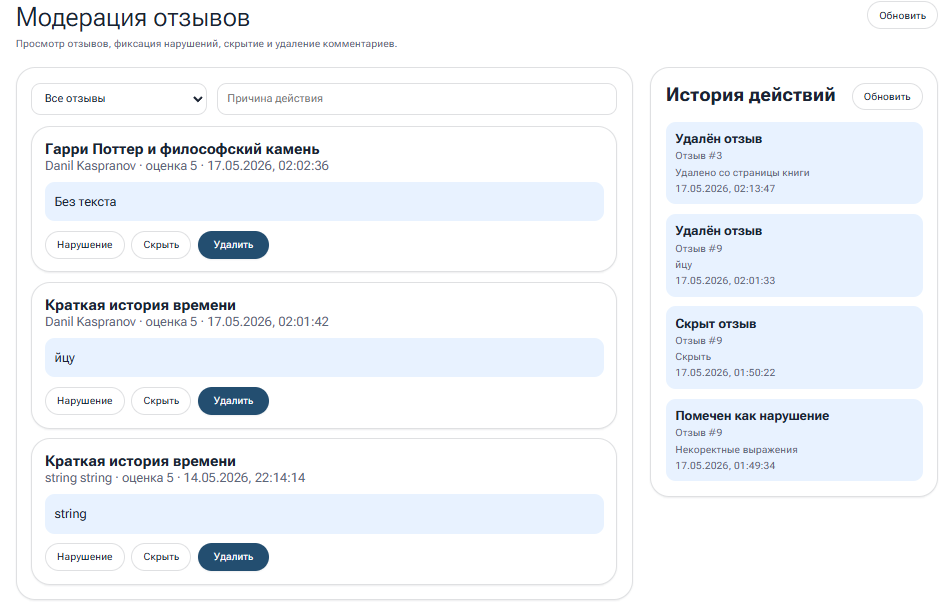 Модерация отзывов
Обновить
Просмотр отзывов, фиксация нарушений, скрытие и удаление комментариев.
Все отзывы
Причина действия
Гарри Поттер и философский камень
Danil Kaspranov · оценка 5 · 17.05.2026, 02:02:36
Без текста
Нарушение Скрыть Удалить
Краткая история времени
Danil Kaspranov · оценка 5 · 17.05.2026, 02:01:42
йцу
Нарушение Скрыть Удалить
Краткая история времени
string string · оценка 5 · 14.05.2026, 22:14:14
string
Нарушение Скрыть Удалить
История действий
Обновить
Удалён отзыв
Отзыв #3
Удалено со страницы книги
17.05.2026, 02:13:47
Удалён отзыв
Отзыв #9
йцу
17.05.2026, 02:01:33
Скрыт отзыв
Отзыв #9
Скрыть
17.05.2026, 01:50:22
Помечен как нарушение
Отзыв #9
Некоректные выражения
17.05.2026, 01:49:34